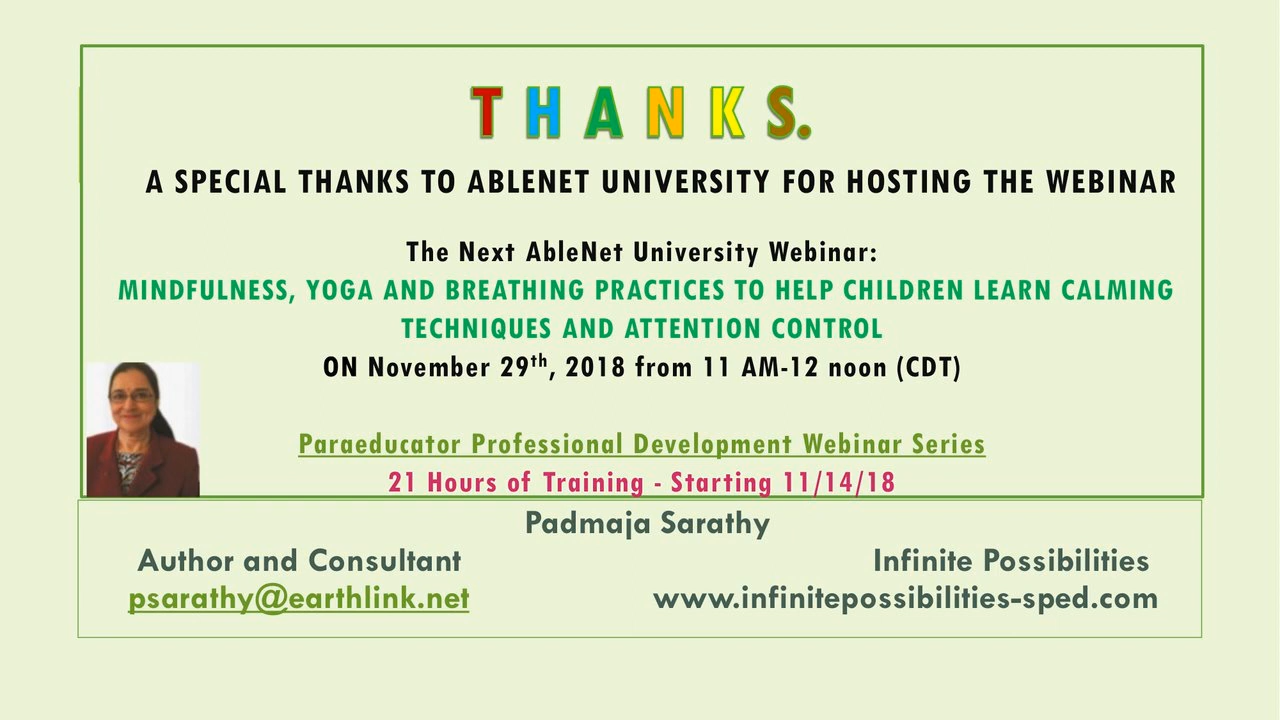 THANKS.
A SPECIAL THANKS TO ABLENET UNIVERSITY FOR HOSTING THE WEBINAR
The Next AbleNet University Webinar:
MINDFULNESS, YOGA AND BREATHING PRACTICES TO HELP CHILDREN LEARN CALMING
TECHNIQUES AND ATTENTION CONTROL
ON November 29th, 2018 from 11 AM-12 noon (CDT)
Paraeducator Professional Development Webinar Series
21 Hours of Training - Starting 11/14/18
Padmaja Sarathy
Author and Consultant Infinite Possibilities
psarathy@earthlink.net www.infinitepossibilities-sped.com